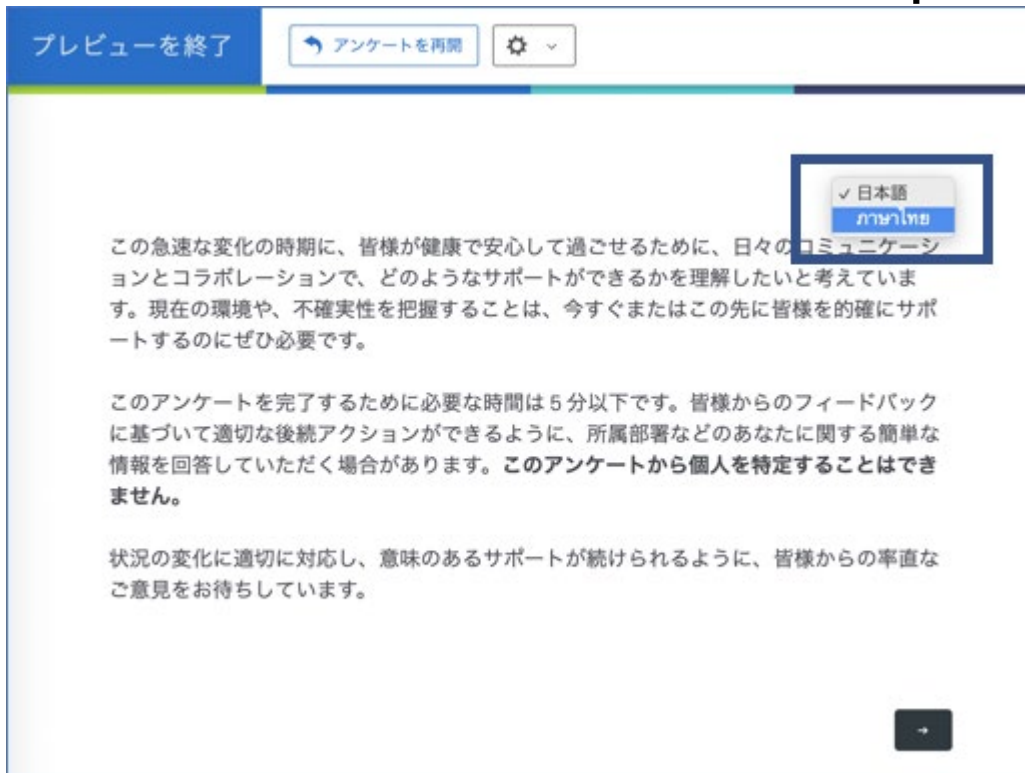 プレビューを終了
アンケートを再開
✓ 日本語
ภาษาไทย
この急速な変化の時期に、皆様が健康で安心して過ごせるために、日々のコミュニケーシ
ョンとコラボレーションで、どのようなサポートができるかを理解したいと考えていま
す。現在の環境や、不確実性を把握することは、今すぐまたはこの先に皆様を的確にサポ
ートするのにぜひ必要です。
このアンケートを完了するために必要な時間は 5 分以下です。皆様からのフィードバック
に基づいて適切な後続アクションができるように、所属部署などのあなたに関する簡単な
情報を回答していただく場合があります。このアンケートから個人を特定することはでき
ません。
状況の変化に適切に対応し、意味のあるサポートが続けられるように、皆様からの率直な
ご意見をお待ちしています。